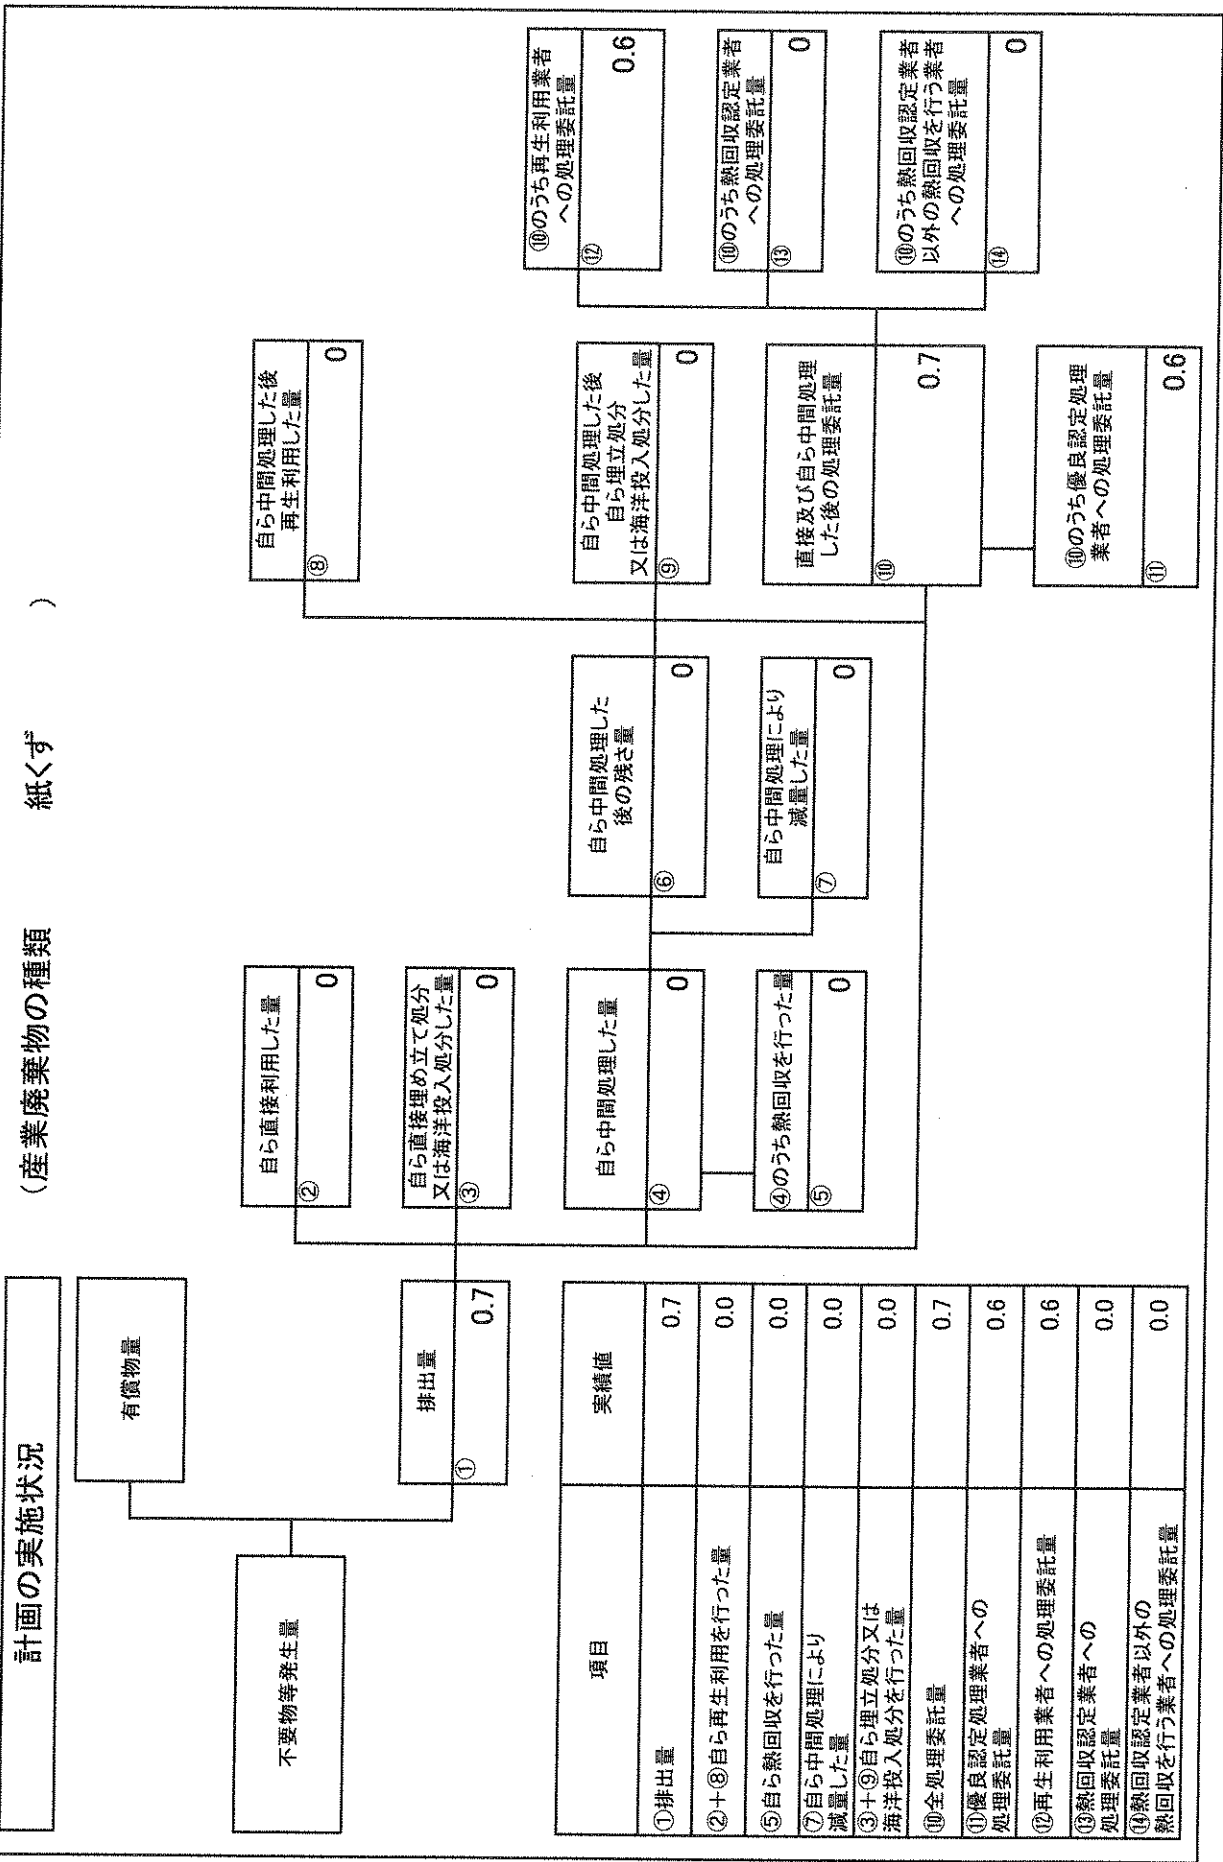 計画の実施状況
(産業廃棄物の種類 紙くず )
不要物等発生量
有償物量
排出量
① 0.7
自ら直接利用した量
② 0
自ら直接埋め立て処分
又は海洋投入処分した量
③ 0
自ら中間処理した量
④ 0
④のうち熱回収を行った量
⑤ 0
自ら中間処理した
後の残さ量
⑥ 0
自ら中間処理により
減量した量
⑦ 0
自ら中間処理した後
再生利用した量
⑧ 0
自ら中間処理した後
自ら埋立処分
又は海洋投入処分した量
⑨ 0
直接及び自ら中間処理
した後の処理委託量
⑩ 0.7
⑩のうち優良認定処理
業者への処理委託量
⑪ 0.6
⑩のうち再生利用業者
への処理委託量
⑫ 0.6
⑩のうち熱回収認定業者
への処理委託量
⑬ 0
⑩のうち熱回収認定業者
以外の熱回収を行う業者
への処理委託量
⑭ 0
項目 実績値
①排出量 0.7
②+⑧自ら再生利用を行った量 0.0
⑤自ら熱回収を行った量 0.0
⑦自ら中間処理により
減量した量 0.0
③+⑨自ら埋立処分又は
海洋投入処分を行った量 0.0
⑩全処理委託量 0.7
⑪優良認定処理業者への
処理委託量 0.6
⑫再生利用業者への処理委託量 0.6
⑬熱回収認定業者への
処理委託量 0.0
⑭熱回収認定業者以外の
熱回収を行う業者への処理委託量 0.0